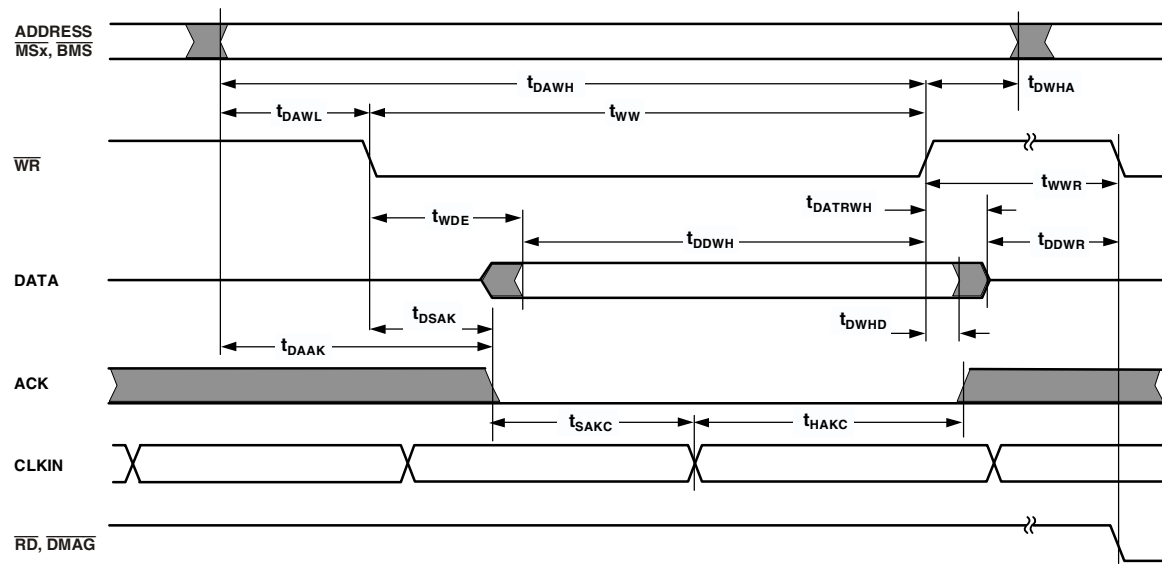 ADDRESS
MSx, BMS
tDAWH
tDWHA
tDAWL
tWW
WR
tWWR
tWDE
tDATRWH
tDDWH
tDDWR
DATA
tDSAK
tDWHD
tDAAK
ACK
tSAKC
tHAKC
CLKIN
RD, DMAG